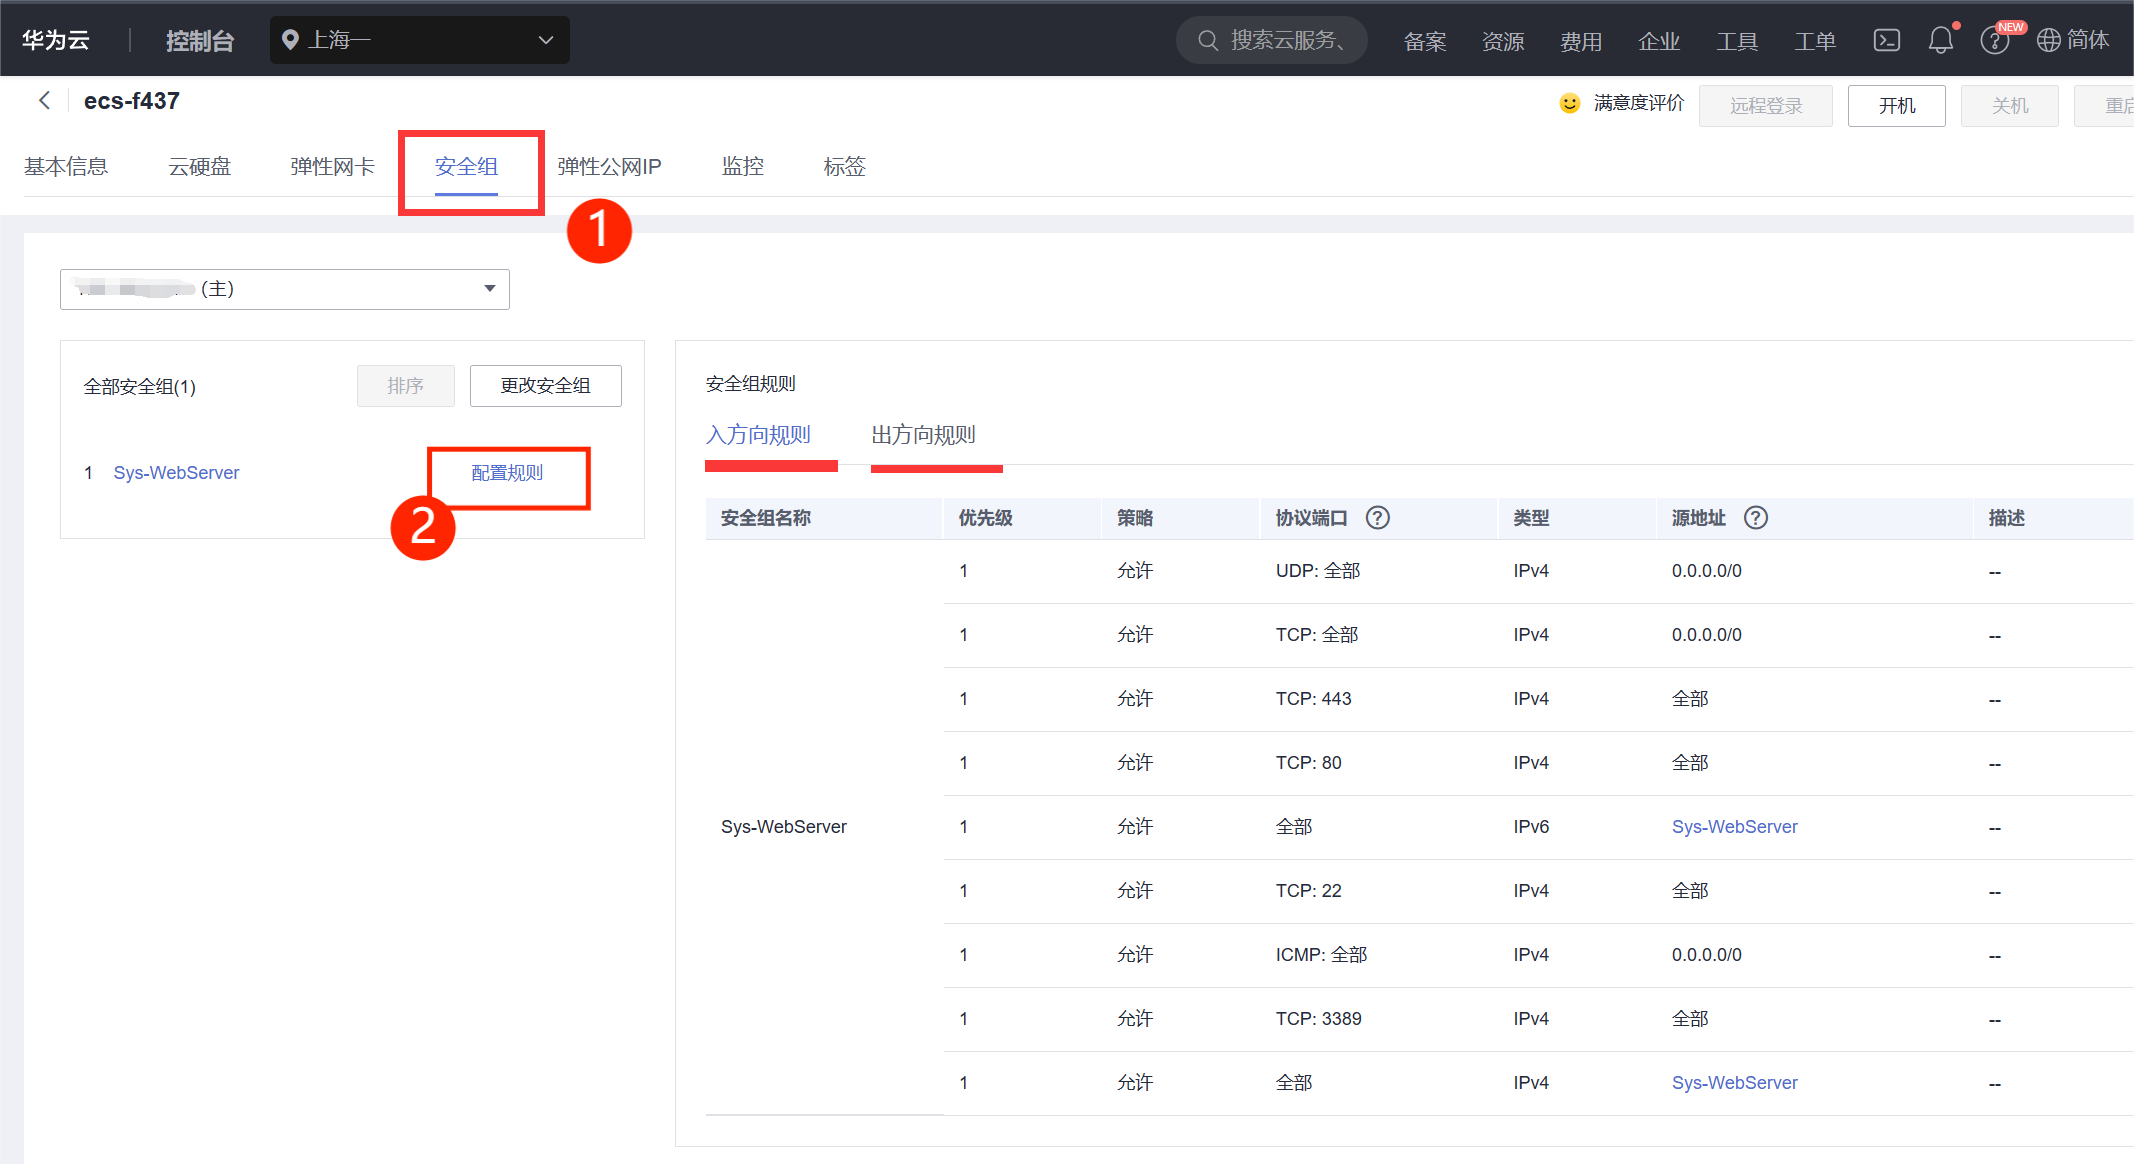 华为云 控制台 上海一 搜索云服务、 备案 资源 费用 企业 工具 工单 NEW 简体
ecs-f437 满意度评价 远程登录 开机 关机
基本信息 云硬盘 弹性网卡 安全组 弹性公网IP 监控 标签
1
(主)
全部安全组(1) 排序 更改安全组
1 Sys-WebServer 配置规则
2
安全组规则
入方向规则 出方向规则
安全组名称 优先级 策略 协议端口 类型 源地址 描述
1 允许 UDP: 全部 IPv4 0.0.0.0/0 --
1 允许 TCP: 全部 IPv4 0.0.0.0/0 --
1 允许 TCP: 443 IPv4 全部 --
1 允许 TCP: 80 IPv4 全部 --
Sys-WebServer 1 允许 全部 IPv6 Sys-WebServer --
1 允许 TCP: 22 IPv4 全部 --
1 允许 ICMP: 全部 IPv4 0.0.0.0/0 --
1 允许 TCP: 3389 IPv4 全部 --
1 允许 全部 IPv4 Sys-WebServer --